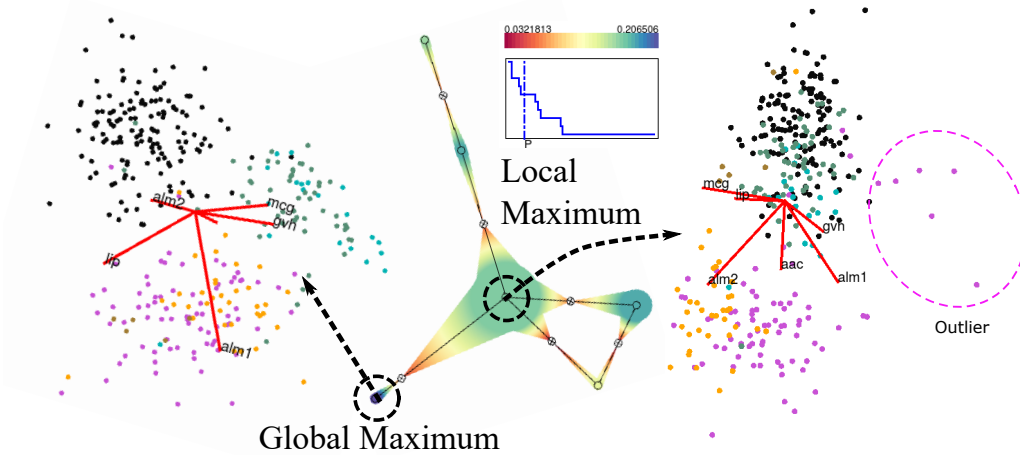 0.0321813 0.206506
P
Local
Maximum
alm2
mcg
gvh
lip
alm1
mcg
lip
gvh
aac
alm2
alm1
Outlier
Global Maximum